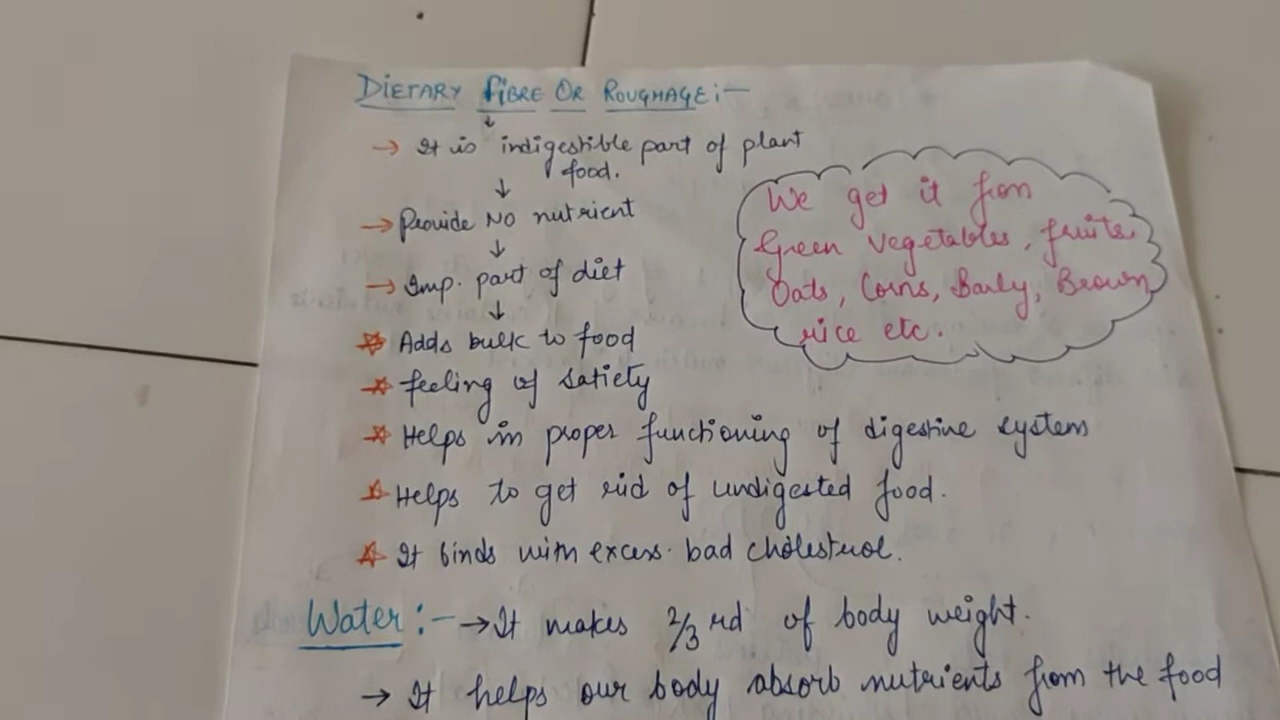 DIETARY FIBRE OR ROUGHAGE:—
→ It is indigestible part of plant
food.
→ Provide NO nutrient
→ Imp. part of diet
Adds bulk to food
feeling of satiety
Helps in proper functioning of digestive system
Helps to get rid of undigested food.
It binds with excess bad cholesterol.
We get it from
Green vegetables, fruits,
Oats, Corns, Barly, Brown
rice etc.
Water:— → It makes 2/3 rd of body weight.
→ It helps our body absorb nutrients from the food